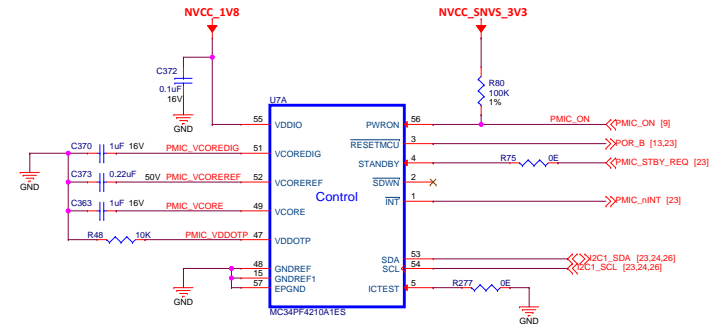 NVCC_1V8
NVCC_SNVS_3V3
C372
0.1uF
16V
GND
R80
100K
1%
U7A
55 VDDIO
PWRON 56 PMIC_ON PMIC_ON [9]
RESETMCU 3 POR_B [13,23]
C370 1uF 16V PMIC_VCOREDIG 51 VCOREDIG
STANDBY 4 R75 0E PMIC_STBY_REQ [23]
GND
C373 0.22uF 50V PMIC_VCOREREF 52 VCOREREF
SDWN 2
Control
C363 1uF 16V PMIC_VCORE 49 VCORE
INT 1 PMIC_nINT [23]
R48 10K PMIC_VDDOTP 47 VDDOTP
SDA 53 I2C1_SDA [23,24,26]
SCL 54 I2C1_SCL [23,24,26]
48 GNDREF
15 GNDREF1
57 EPGND
ICTEST 5 R277 0E
GND
GND
MC34PF4210A1ES